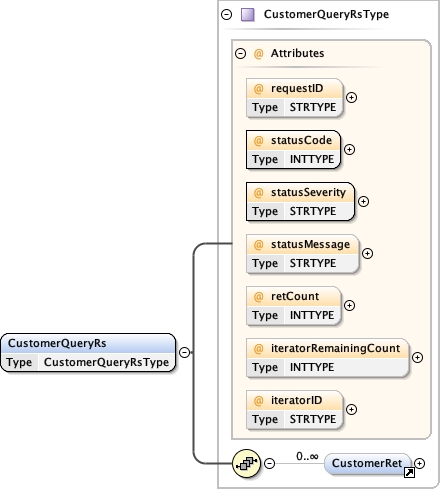 CustomerQueryRsType
Attributes
@ requestID
Type STRTYPE
@ statusCode
Type INTTYPE
@ statusSeverity
Type STRTYPE
@ statusMessage
Type STRTYPE
@ retCount
Type INTTYPE
@ iteratorRemainingCount
Type INTTYPE
@ iteratorID
Type STRTYPE
CustomerQueryRs
Type CustomerQueryRsType
0..∞
CustomerRet